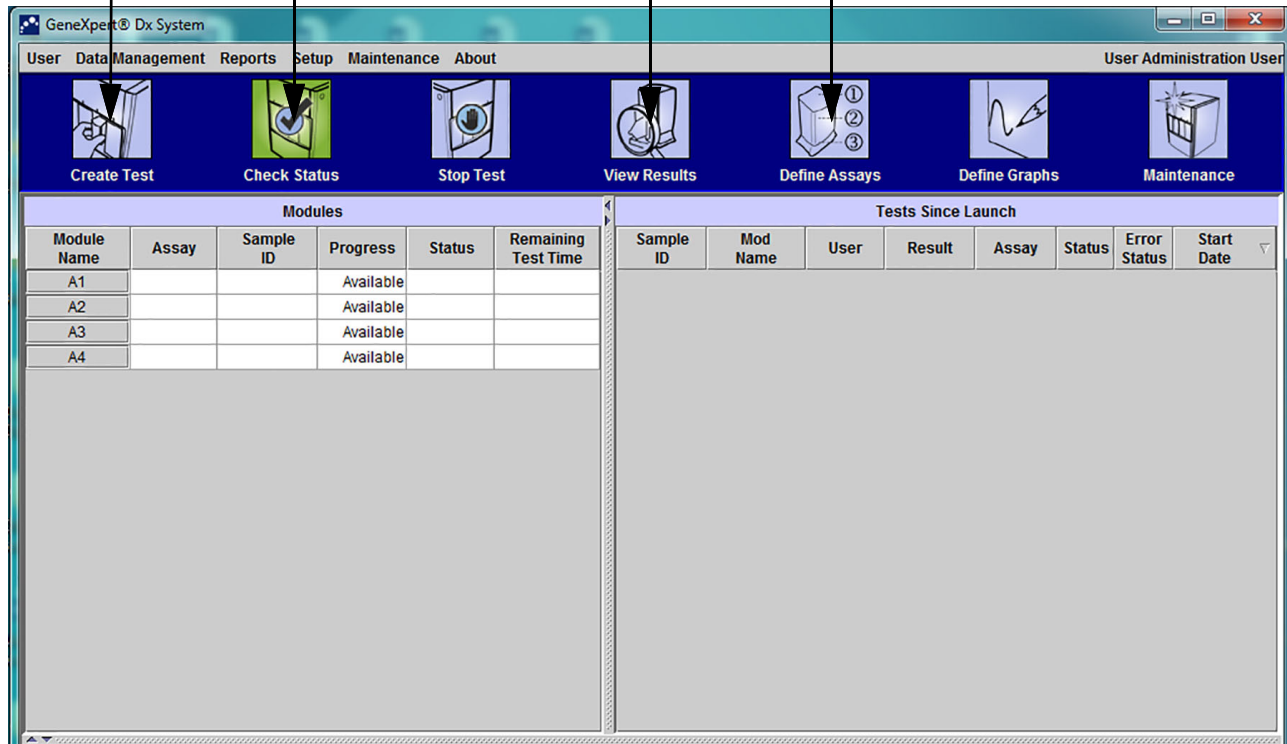 GeneXpert® Dx System
User Data Management Reports Setup Maintenance About User Administration User
① ② ③
Create Test Check Status Stop Test View Results Define Assays Define Graphs Maintenance
Modules
Module Name Assay Sample ID Progress Status Remaining Test Time
A1 Available
A2 Available
A3 Available
A4 Available
Tests Since Launch
Sample ID Mod Name User Result Assay Status Error Status Start Date